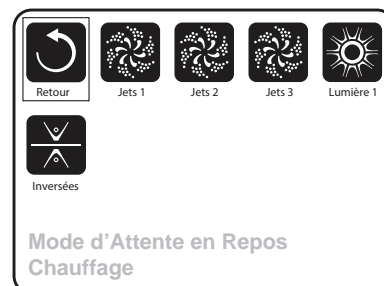 Retour
Jets 1
Jets 2
Jets 3
Lumière 1
Inversées
Mode d’Attente en Repos
Chauffage